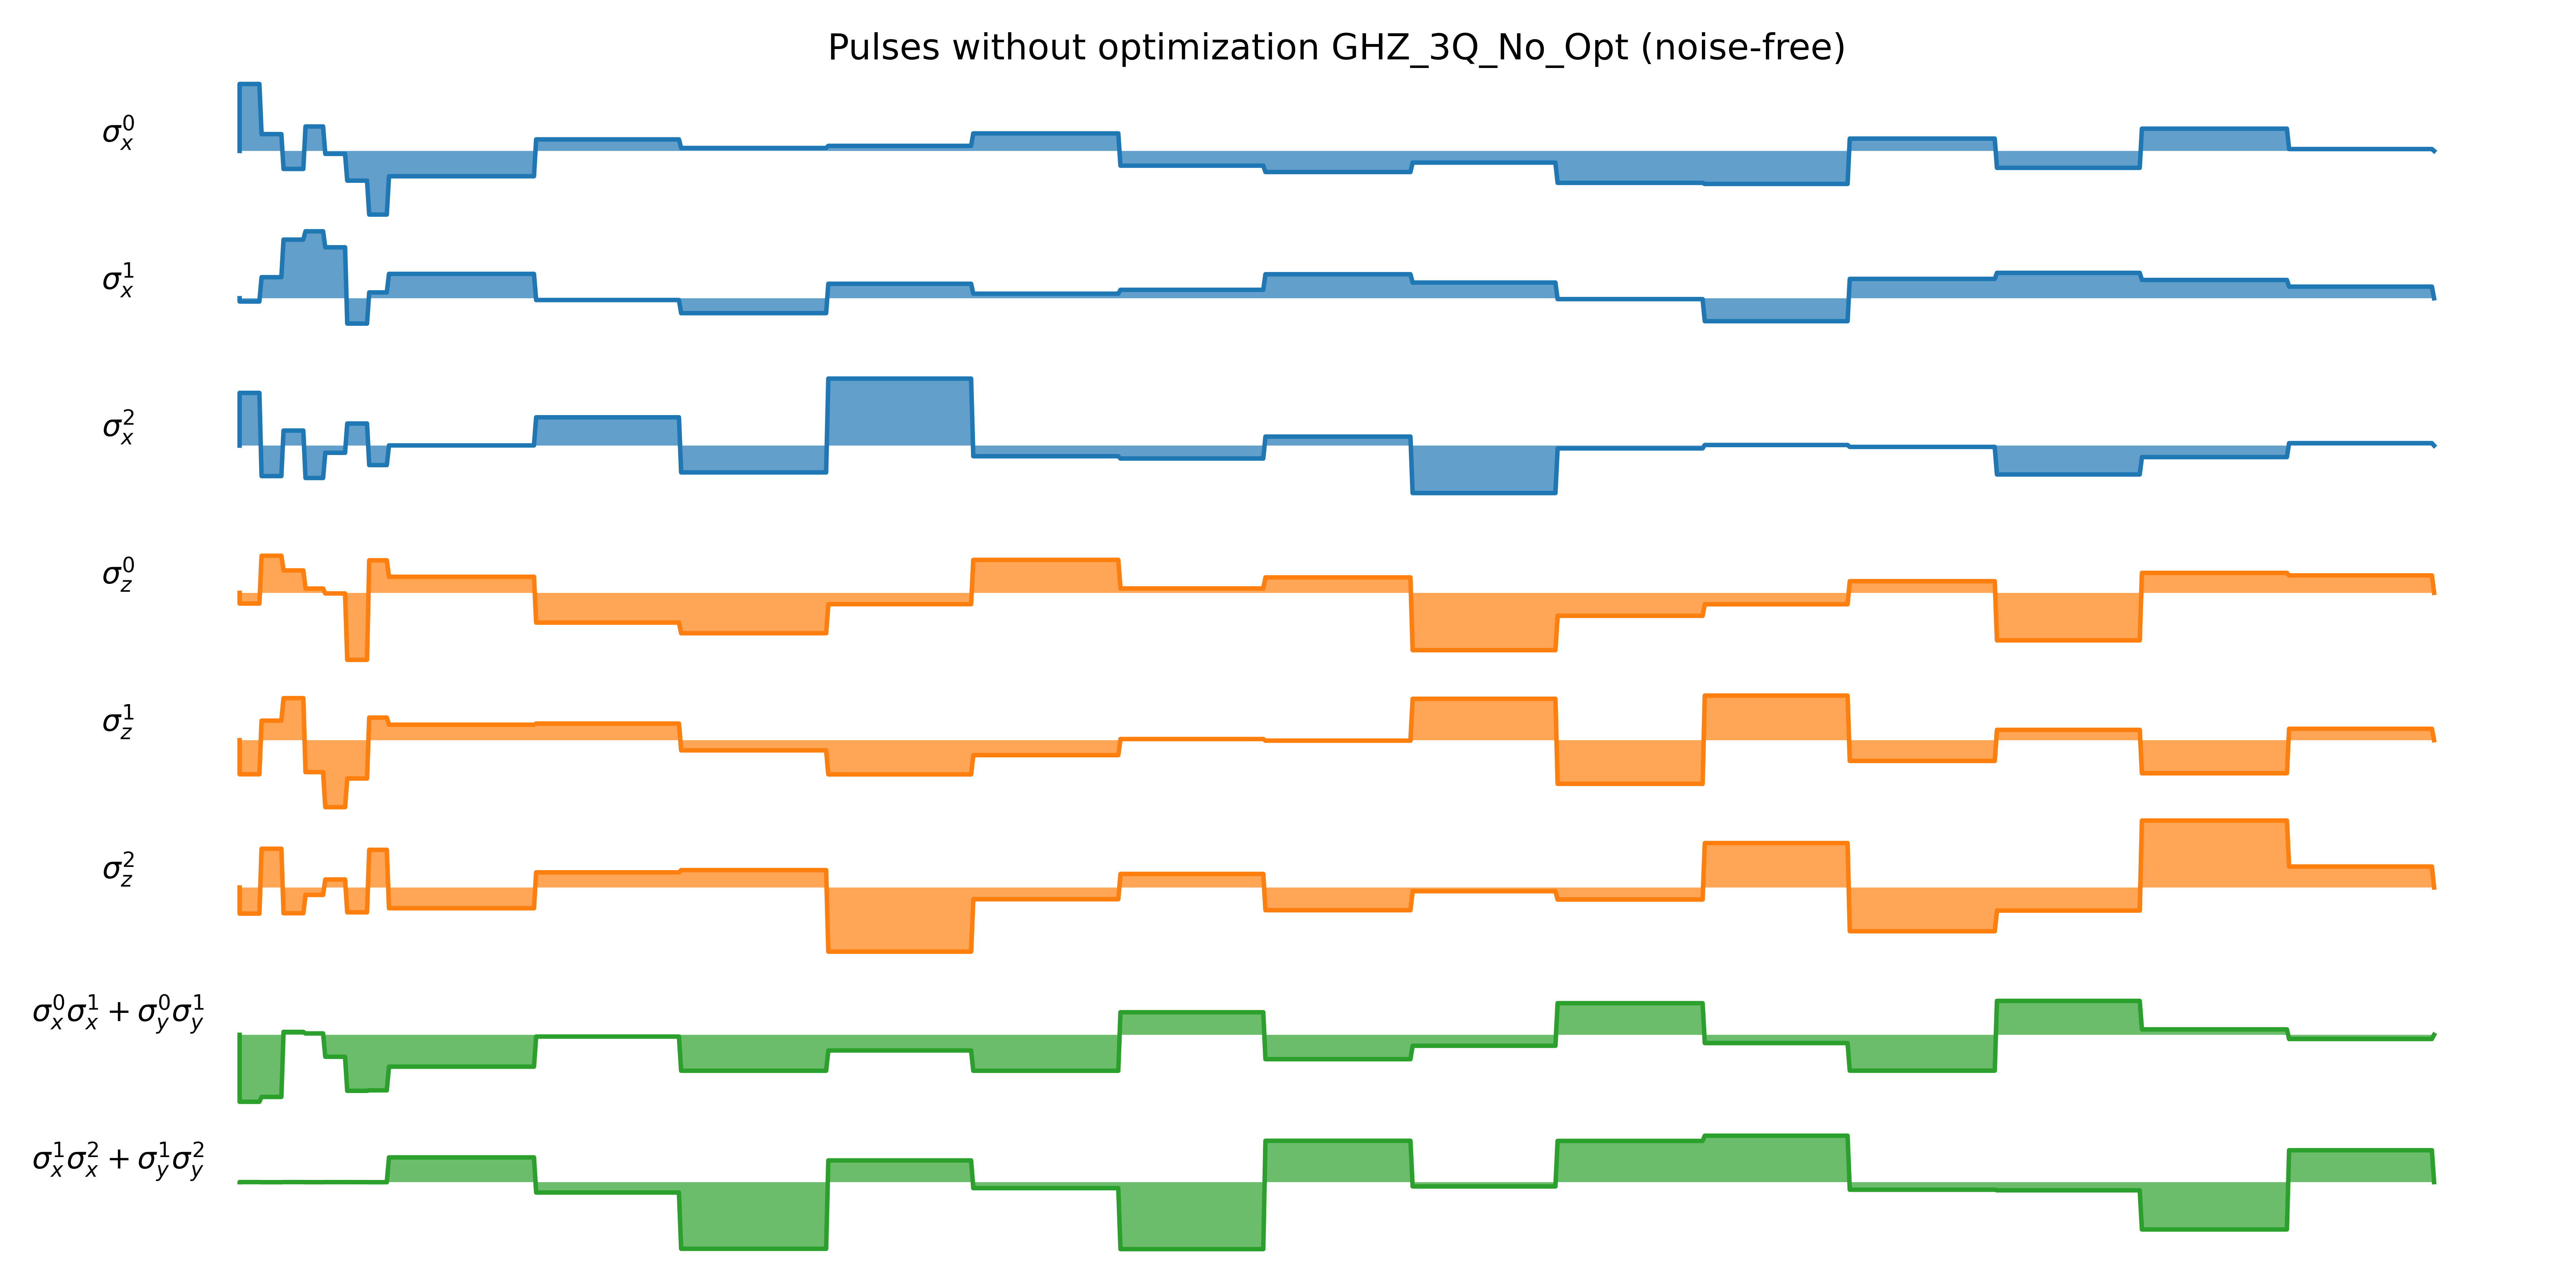 Pulses without optimization GHZ_3Q_No_Opt (noise-free)
σ_x^0
σ_x^1
σ_x^2
σ_z^0
σ_z^1
σ_z^2
σ_x^0σ_x^1 + σ_y^0σ_y^1
σ_x^1σ_x^2 + σ_y^1σ_y^2